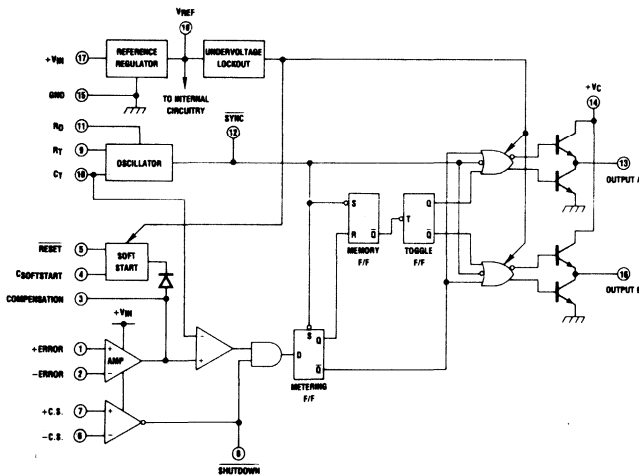 VREF
18
+VIN 17
REFERENCE REGULATOR
UNDERVOLTAGE LOCKOUT
+VC
14
GND 15
TO INTERNAL CIRCUITRY
RD 11
SYNC
12
RT 9
OSCILLATOR
CT 10
13
OUTPUT A
S
R
Q
MEMORY F/F
T
Q
Q
TOGGLE F/F
RESET 5
SOFT START
CSOFTSTART 4
COMPENSATION 3
16
OUTPUT B
+VIN
+ERROR 1
+
AMP
-ERROR 2
-
-
+
S
D
Q
Q
METERING F/F
+C.S. 7
+
-C.S. 6
-
8
SHUTDOWN